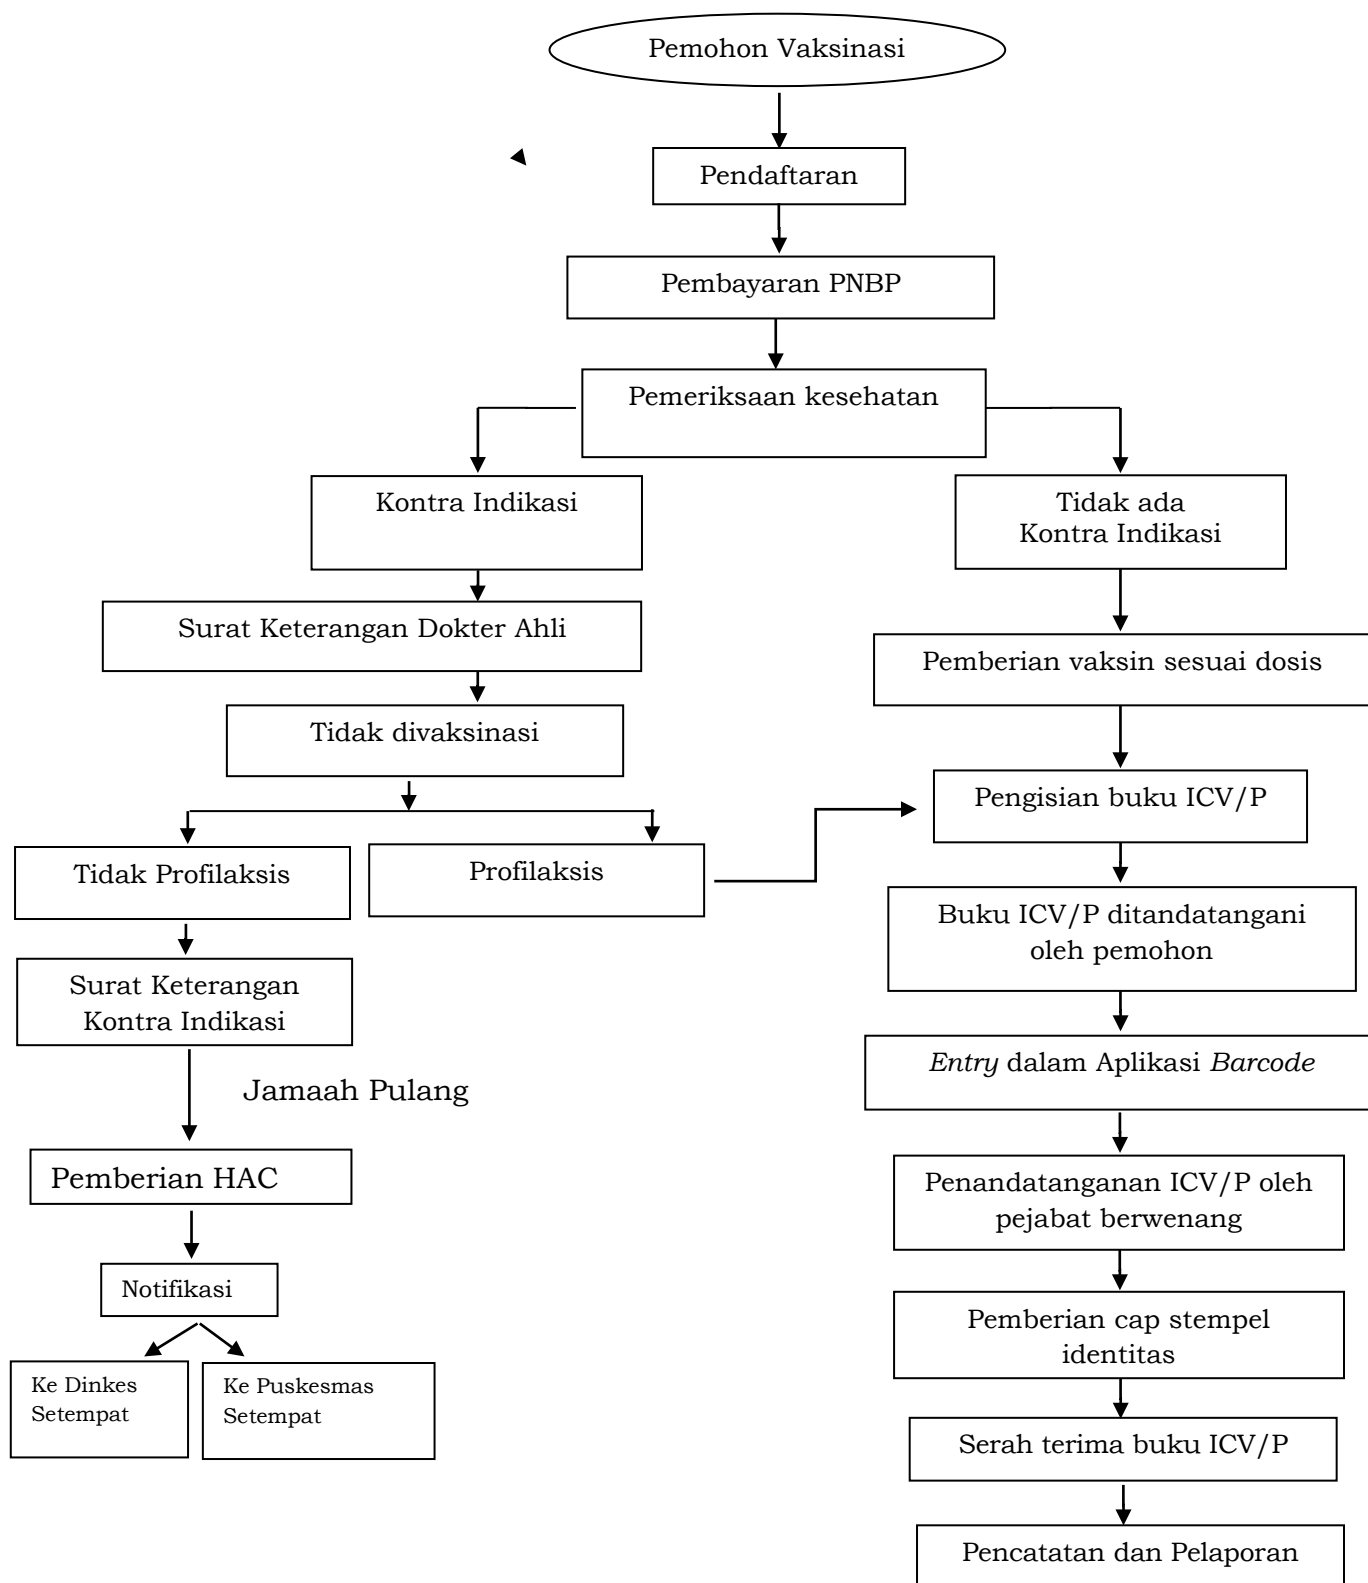 Pemohon Vaksinasi
Pendaftaran
Pembayaran PNBP
Pemeriksaan kesehatan
Kontra Indikasi
Tidak ada
Kontra Indikasi
Surat Keterangan Dokter Ahli
Pemberian vaksin sesuai dosis
Tidak divaksinasi
Pengisian buku ICV/P
Tidak Profilaksis
Profilaksis
Buku ICV/P ditandatangani
oleh pemohon
Surat Keterangan
Kontra Indikasi
Entry dalam Aplikasi Barcode
Jamaah Pulang
Pemberian HAC
Penandatanganan ICV/P oleh
pejabat berwenang
Notifikasi
Pemberian cap stempel
identitas
Ke Dinkes
Setempat
Ke Puskesmas
Setempat
Serah terima buku ICV/P
Pencatatan dan Pelaporan